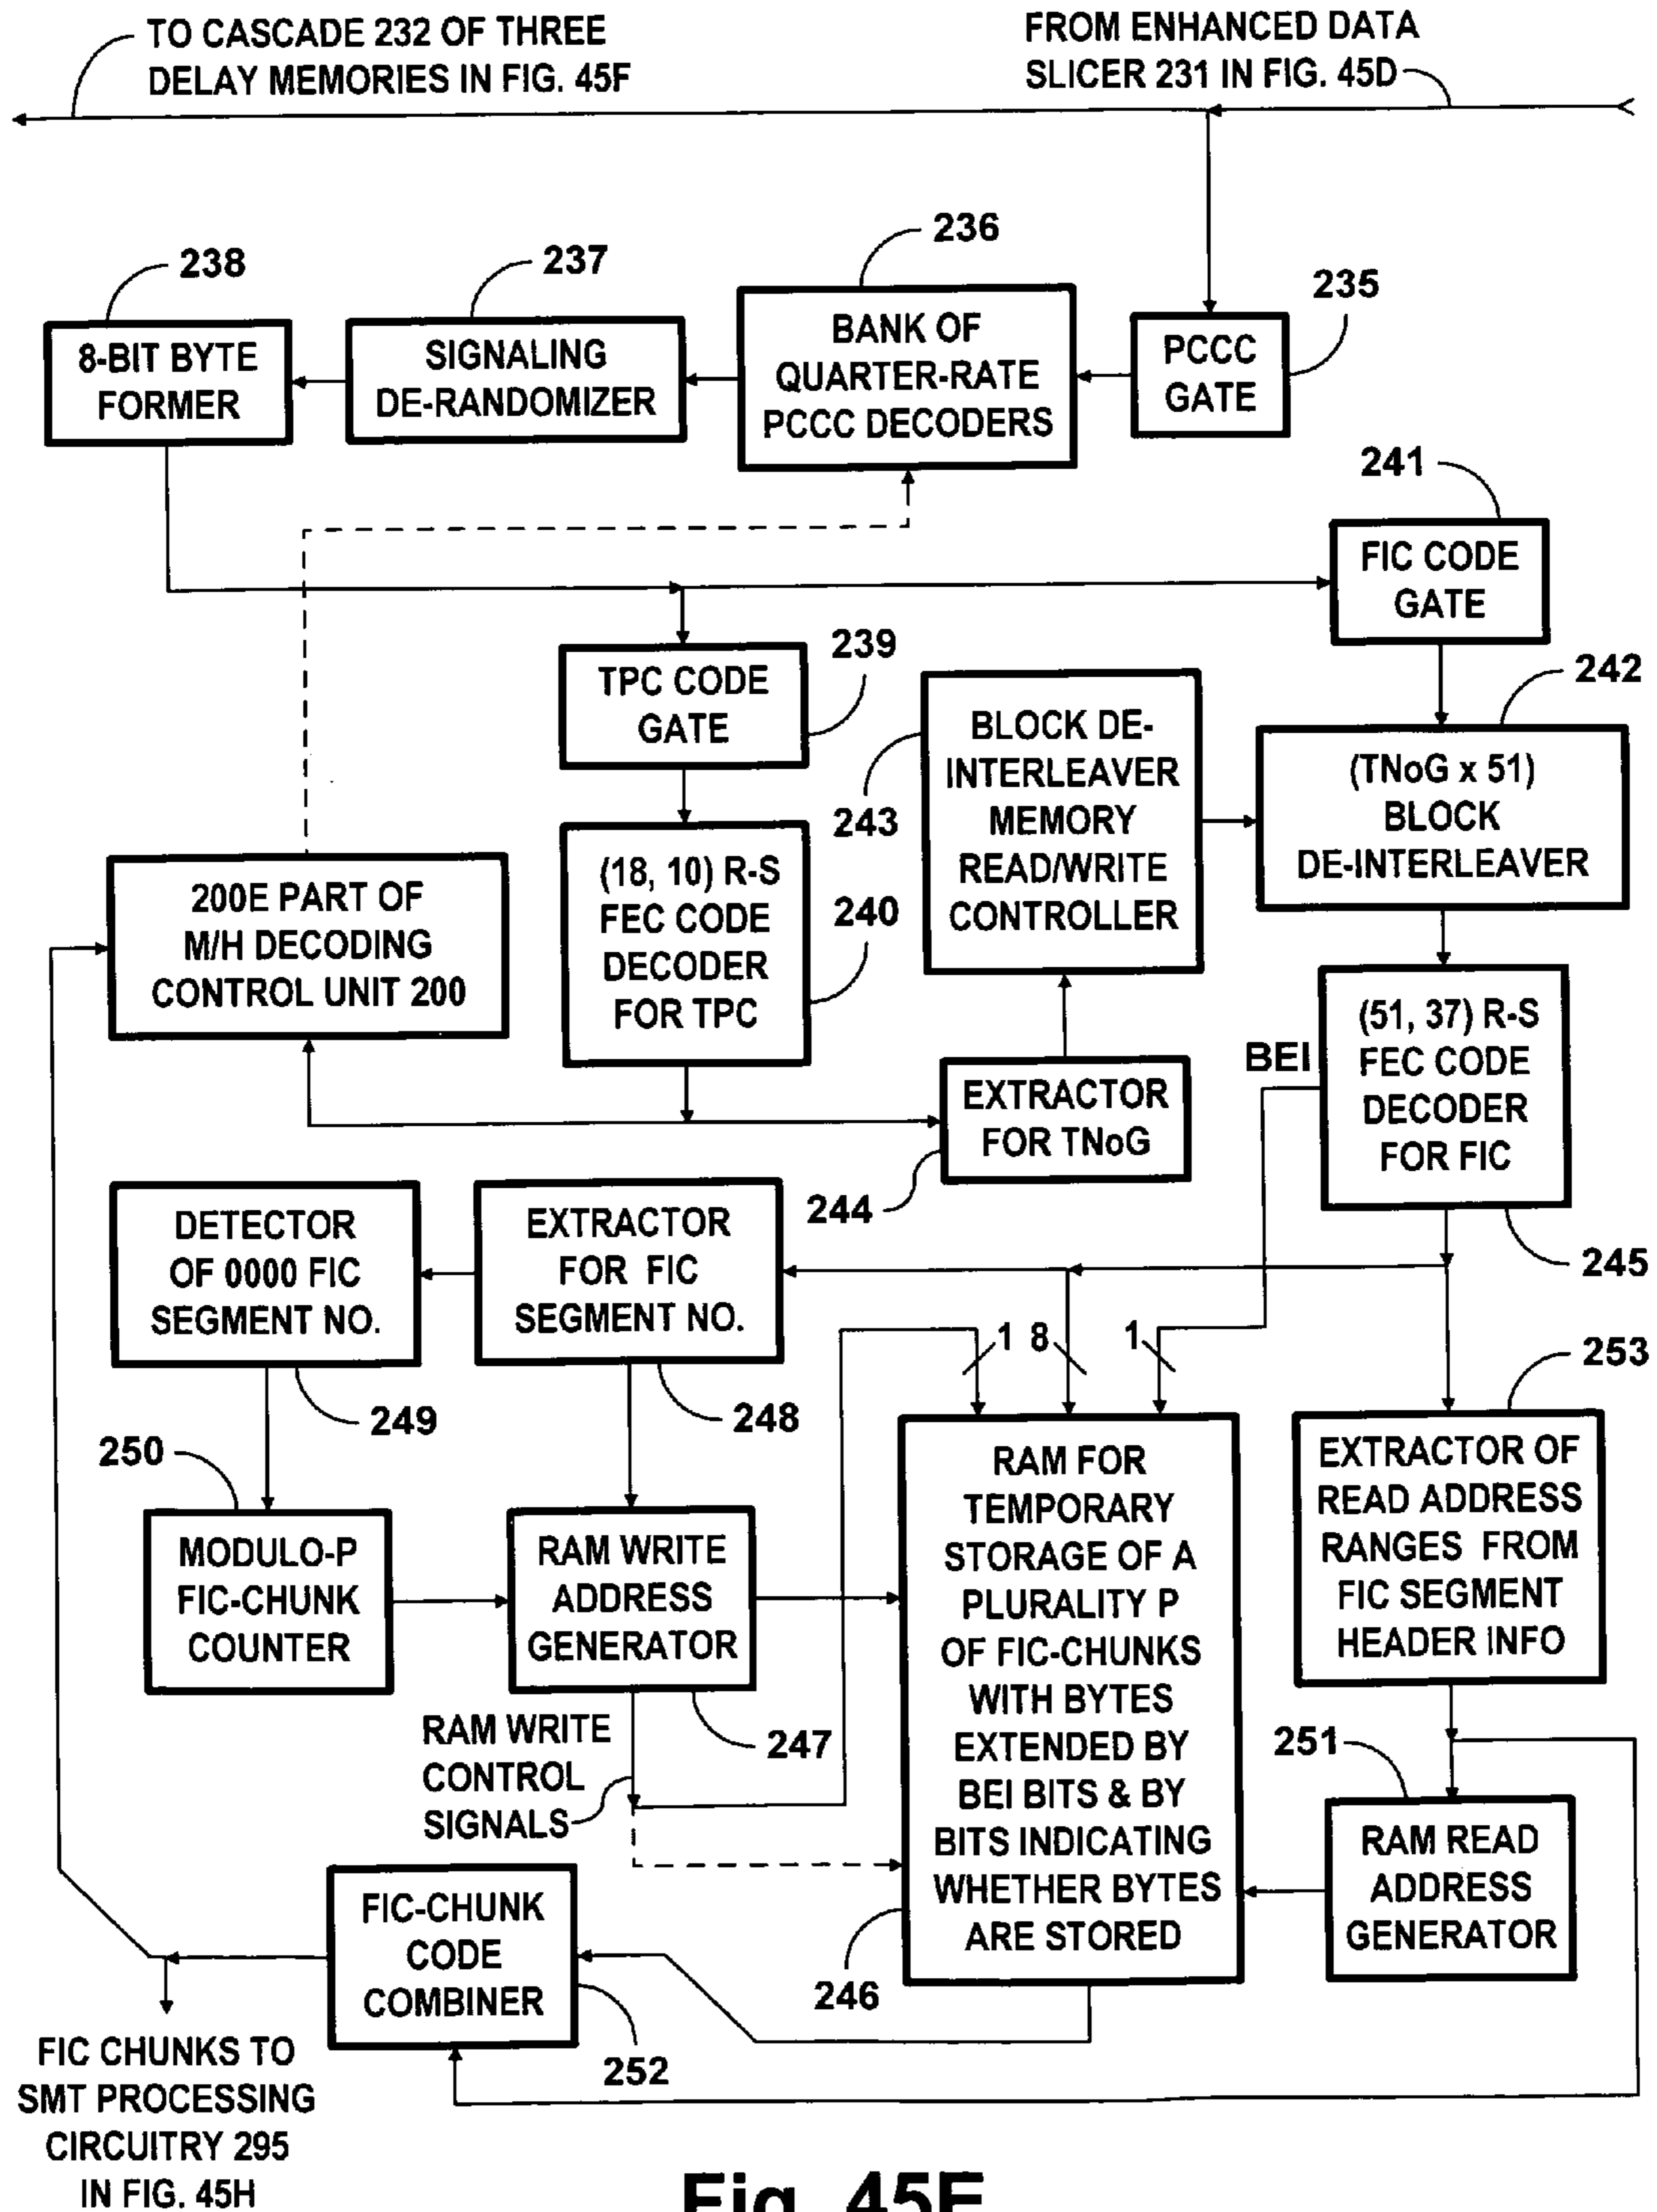 TO CASCADE 232 OF THREE
DELAY MEMORIES IN FIG. 45F
FROM ENHANCED DATA
SLICER 231 IN FIG. 45D
236
238
237
235
8-BIT BYTE
FORMER
SIGNALING
DE-RANDOMIZER
BANK OF
QUARTER-RATE
PCCC DECODERS
PCCC
GATE
241
FIC CODE
GATE
239
TPC CODE
GATE
242
243
BLOCK DE-
INTERLEAVER
MEMORY
READ/WRITE
CONTROLLER
(TNoG x 51)
BLOCK
DE-INTERLEAVER
200E PART OF
M/H DECODING
CONTROL UNIT 200
(18, 10) R-S
FEC CODE
DECODER
FOR TPC
240
BEI
(51, 37) R-S
FEC CODE
DECODER
FOR FIC
EXTRACTOR
FOR TNoG
244
245
DETECTOR
OF 0000 FIC
SEGMENT NO.
EXTRACTOR
FOR FIC
SEGMENT NO.
1 8 1
253
249
248
250
MODULO-P
FIC-CHUNK
COUNTER
RAM WRITE
ADDRESS
GENERATOR
RAM FOR
TEMPORARY
STORAGE OF A
PLURALITY P
OF FIC-CHUNKS
WITH BYTES
EXTENDED BY
BEI BITS & BY
BITS INDICATING
WHETHER BYTES
ARE STORED
EXTRACTOR OF
READ ADDRESS
RANGES FROM
FIC SEGMENT
HEADER INFO
RAM WRITE
CONTROL
SIGNALS
247
251
RAM READ
ADDRESS
GENERATOR
FIC-CHUNK
CODE
COMBINER
246
252
FIC CHUNKS TO
SMT PROCESSING
CIRCUITRY 295
IN FIG. 45H
Fig. 45E